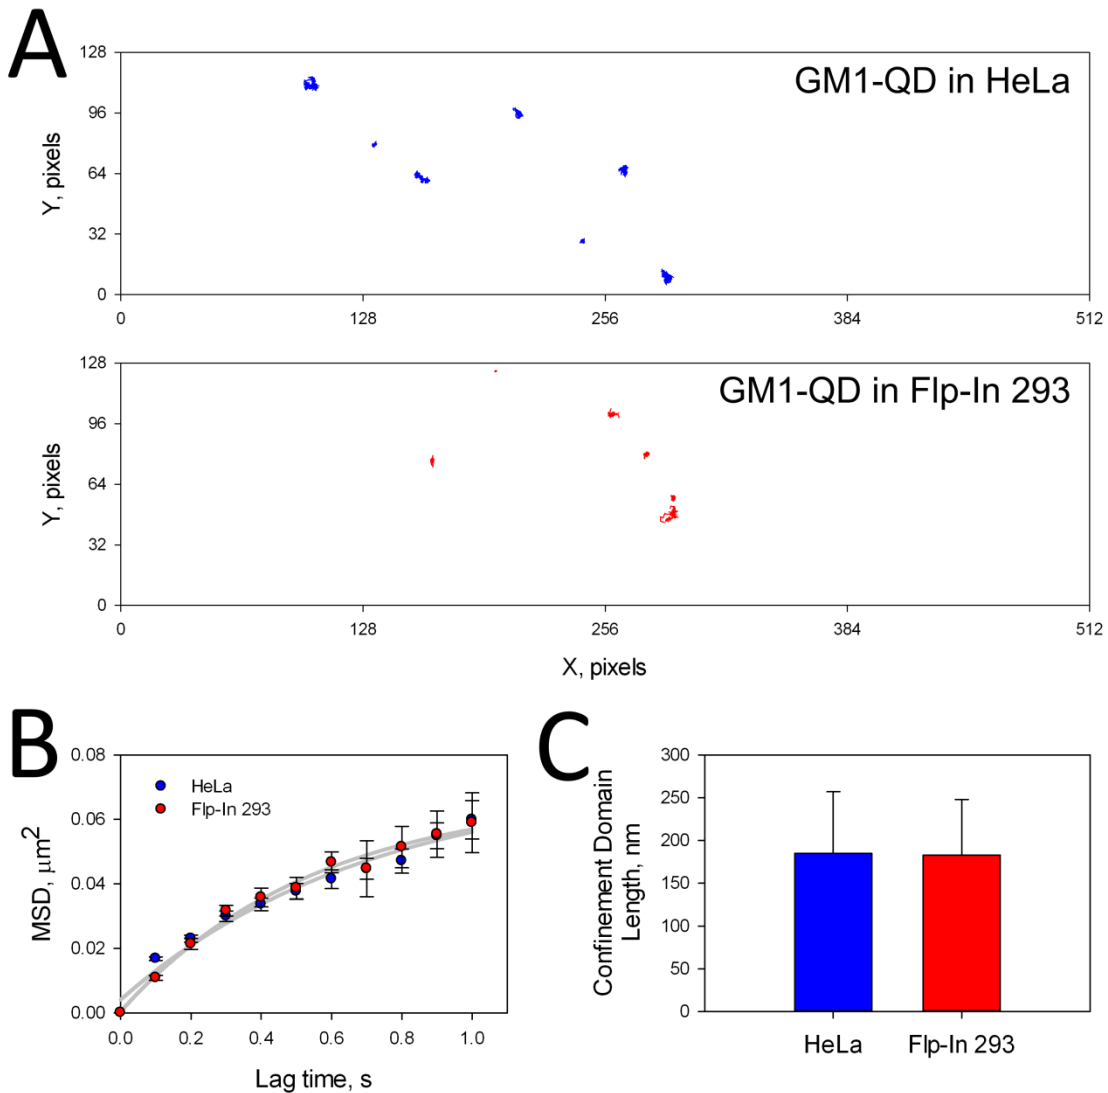 A
128
96
64
32
0
Y, pixels
GM1-QD in HeLa
0 128 256 384 512
128
96
64
32
0
Y, pixels
GM1-QD in Flp-In 293
0 128 256 384 512
X, pixels
B
0.08
0.06
0.04
0.02
0.00
MSD, μm²
HeLa
Flp-In 293
0.0 0.2 0.4 0.6 0.8 1.0
Lag time, s
C
300
250
200
150
100
50
0
Confinement Domain
Length, nm
HeLa Flp-In 293